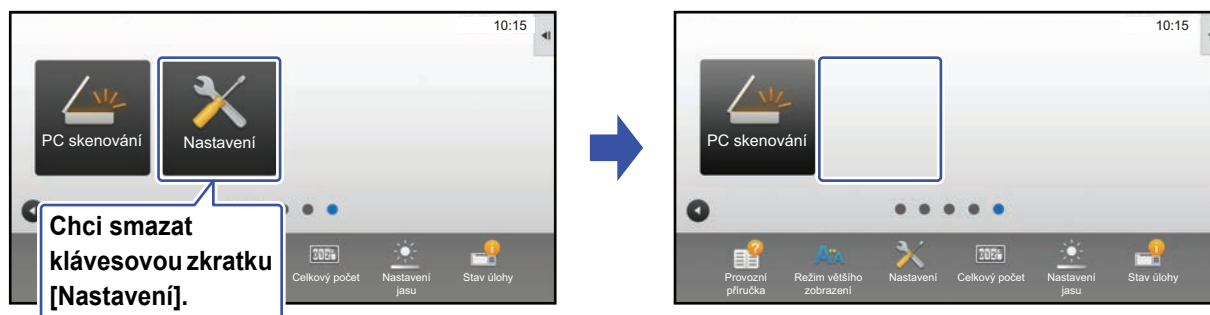 10:15
PC skenování
Nastavení
Chci smazat
klávesovou zkratku
[Nastavení].
Celkový počet
Nastavení
jasu
Stav úlohy
10:15
PC skenování
Provozní
příručka
Režim většího
zobrazení
Nastavení
Celkový počet
Nastavení
jasu
Stav úlohy